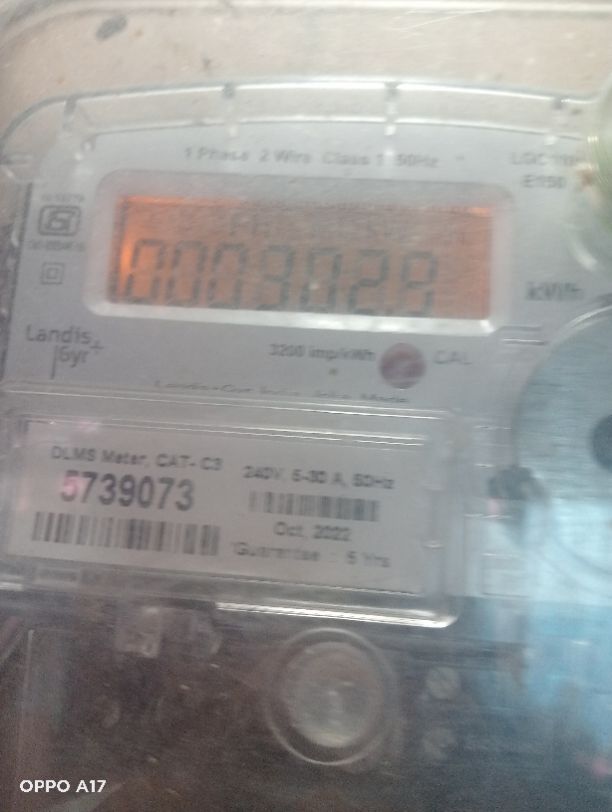 1 Phase 2 Wire Class 1 50Hz
E150
0003028
kWh
Landis
Gyr
3200 imp/kWh
CAL
DLMS Meter, CAT- C3
5739073
240V, 5-30 A, 50Hz
Oct, 2022
Guarantee : 5 Yrs
OPPO A17